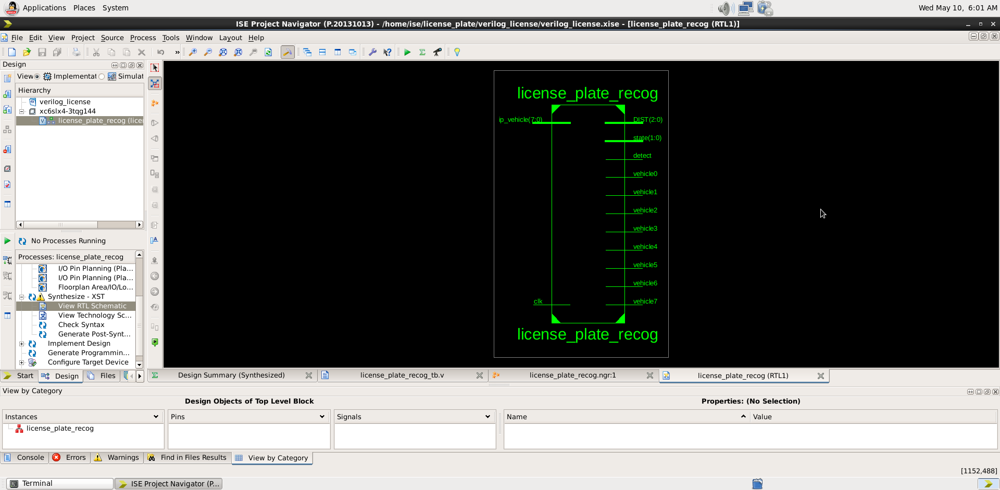 Applications Places System
Wed May 10, 6:01 AM
ISE Project Navigator (P.20131013) - /home/ise/license_plate/verilog_license/verilog_license.xise - [license_plate_recog (RTL1)]
File Edit View Project Source Process Tools Window Layout Help
»
Design
View Implementat Simulat
Hierarchy
verilog_license
xc6slx4-3tqg144
license_plate_recog (lice
No Processes Running
Processes: license_plate_recog
I/O Pin Planning (Pla...
I/O Pin Planning (Pla...
Floorplan Area/IO/Lo...
Synthesize - XST
View RTL Schematic
View Technology Sc...
Check Syntax
Generate Post-Synt...
Implement Design
Generate Programmin...
Configure Target Device
Start Design Files
license_plate_recog
ip_vehicle(7:0) DIST(2:0)
state(1:0)
detect
vehicle0
vehicle1
vehicle2
vehicle3
vehicle4
vehicle5
vehicle6
clk vehicle7
license_plate_recog
Design Summary (Synthesized) license_plate_recog_tb.v license_plate_recog.ngr:1 license_plate_recog (RTL1)
View by Category
Design Objects of Top Level Block Properties: (No Selection)
Instances Pins Signals Name Value
license_plate_recog
Console Errors Warnings Find in Files Results View by Category
[1152,488]
Terminal ISE Project Navigator (P...